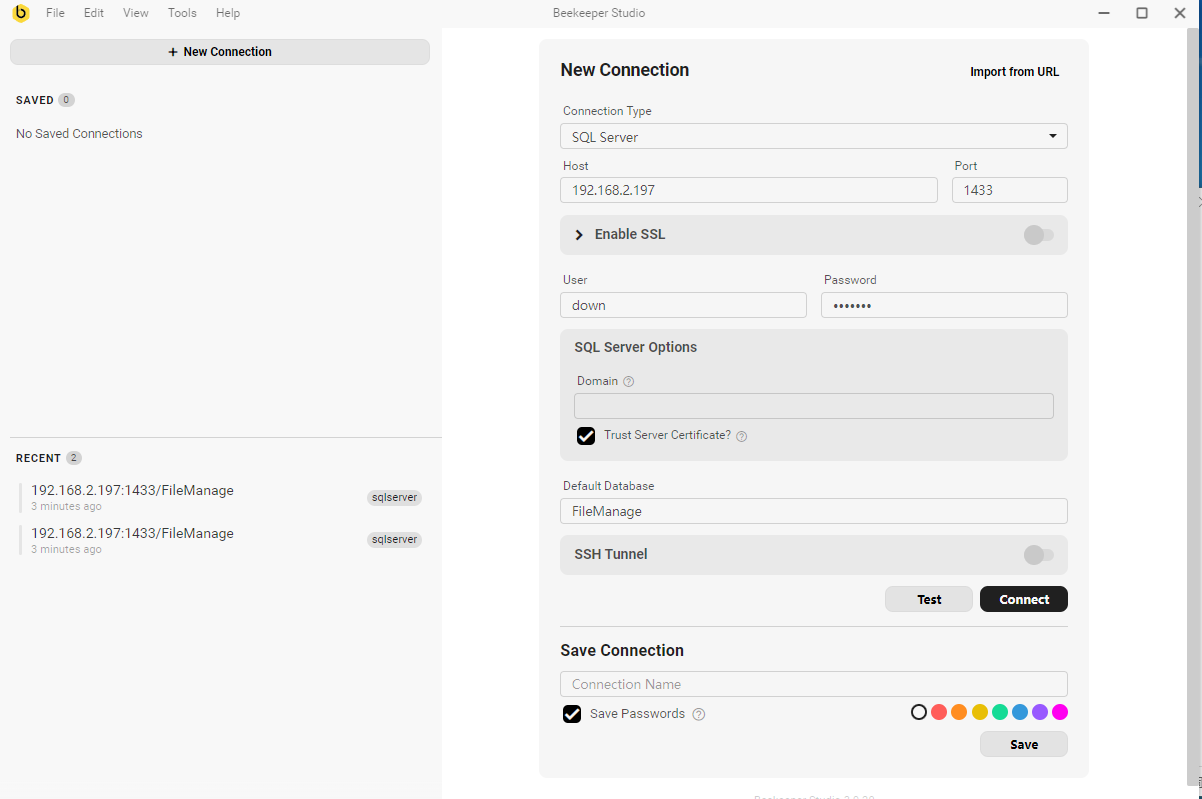 File Edit View Tools Help Beekeeper Studio
+ New Connection
SAVED 0
No Saved Connections
RECENT 2
192.168.2.197:1433/FileManage sqlserver
3 minutes ago
192.168.2.197:1433/FileManage sqlserver
3 minutes ago
New Connection Import from URL
Connection Type
SQL Server
Host Port
192.168.2.197 1433
Enable SSL
User Password
down •••••••
SQL Server Options
Domain ?
Trust Server Certificate? ?
Default Database
FileManage
SSH Tunnel
Test Connect
Save Connection
Connection Name
Save Passwords ?
Save
Beekeeper Studio